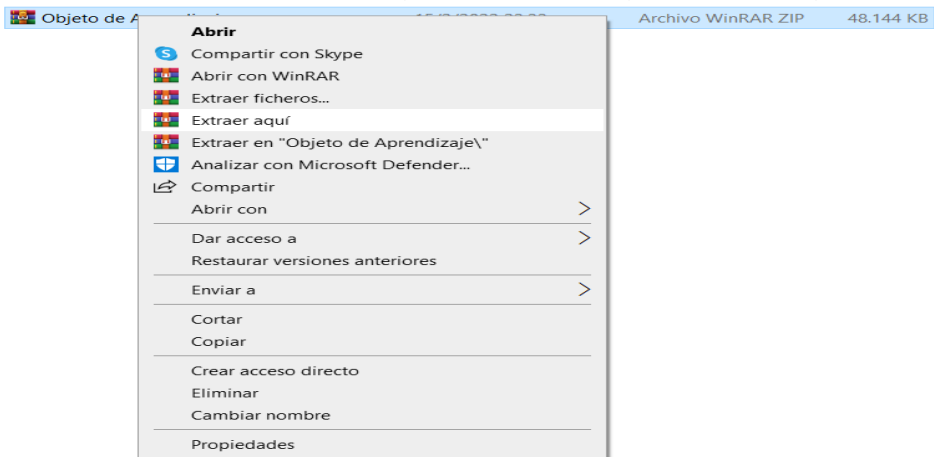 Objeto de A Archivo WinRAR ZIP 48.144 KB
Abrir
Compartir con Skype
Abrir con WinRAR
Extraer ficheros...
Extraer aquí
Extraer en "Objeto de Aprendizaje\"
Analizar con Microsoft Defender...
Compartir
Abrir con
Dar acceso a
Restaurar versiones anteriores
Enviar a
Cortar
Copiar
Crear acceso directo
Eliminar
Cambiar nombre
Propiedades